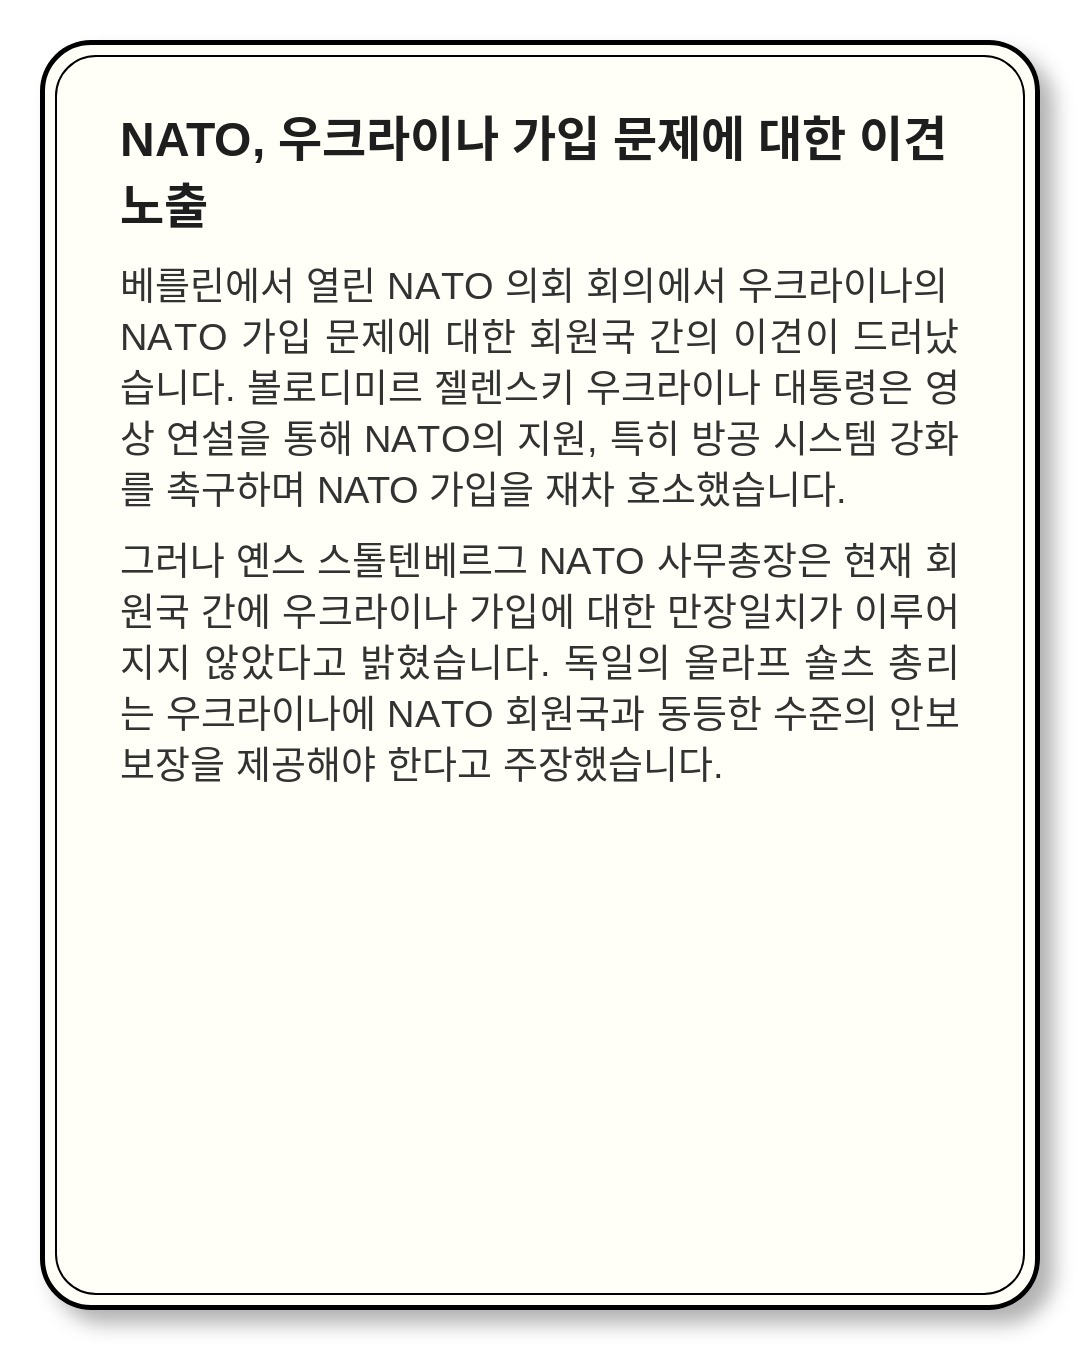 NATO, 우크라이나 가입 문제에 대한 이견
노출
베를린에서 열린 NATO 의회 회의에서 우크라이나의
NATO 가입 문제에 대한 회원국 간의 이견이 드러났
습니다. 볼로디미르 젤렌스키 우크라이나 대통령은 영
상 연설을 통해 NATO의 지원, 특히 방공 시스템 강화
를 촉구하며 NATO 가입을 재차 호소했습니다.
그러나 옌스 스톨텐베르그 NATO 사무총장은 현재 회
원국 간에 우크라이나 가입에 대한 만장일치가 이루어
지지 않았다고 밝혔습니다. 독일의 올라프 숄츠 총리
는 우크라이나에 NATO 회원국과 동등한 수준의 안보
보장을 제공해야 한다고 주장했습니다.